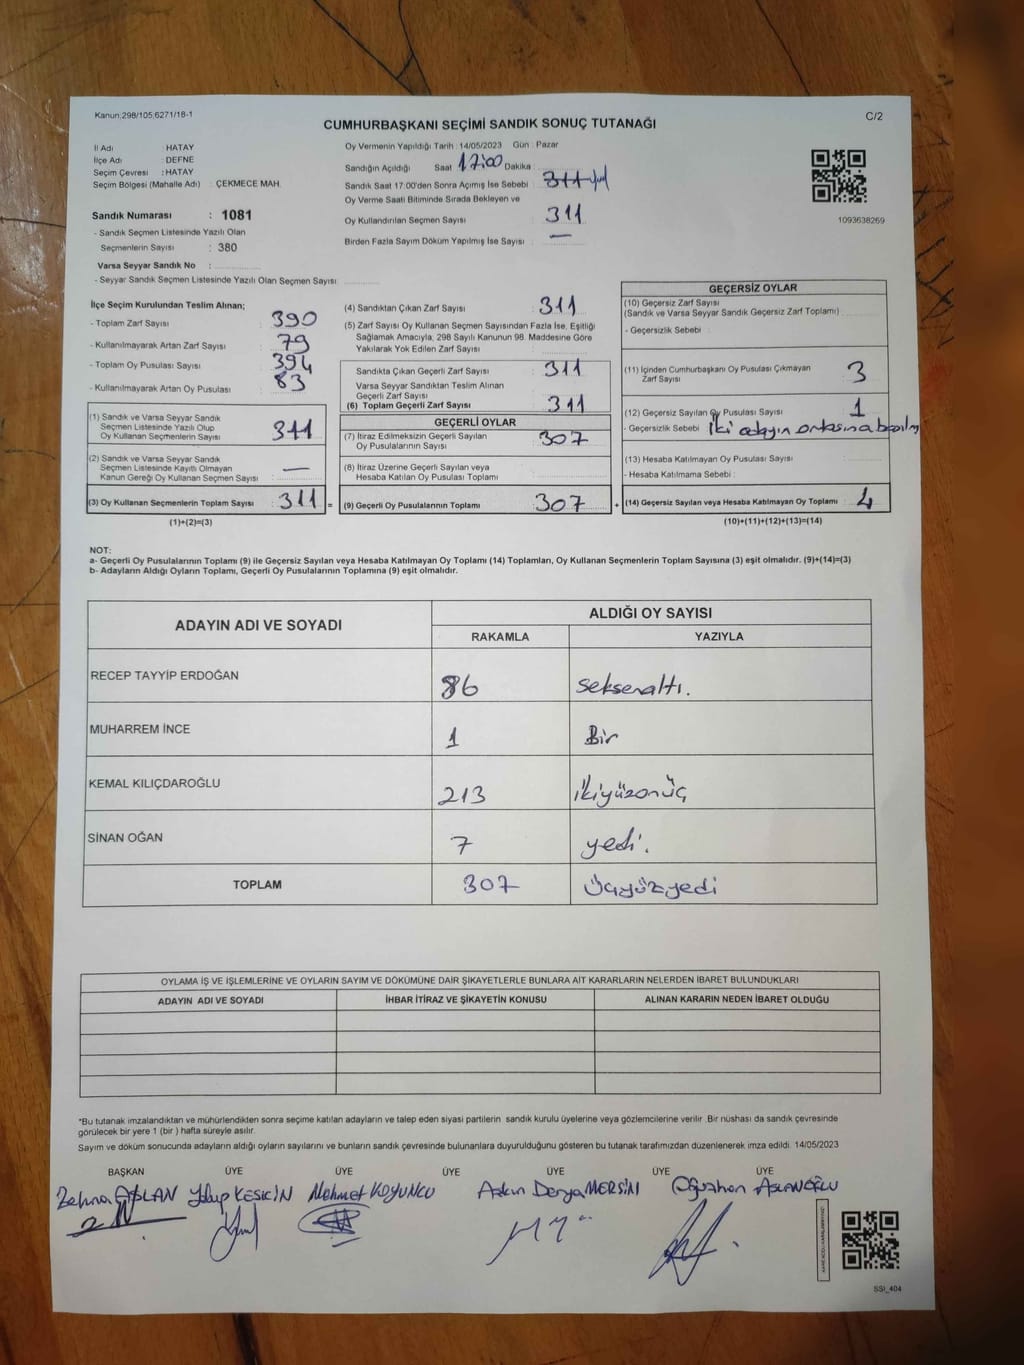 Kanun:298/105;6271/18-1
C/2
CUMHURBAŞKANI SEÇİMİ SANDIK SONUÇ TUTANAĞI
İl Adı : HATAY
İlçe Adı : DEFNE
Seçim Çevresi : HATAY
Seçim Bölgesi (Mahalle Adı) : ÇEKMECE MAH.
Sandık Numarası : 1081
- Sandık Seçmen Listesinde Yazılı Olan
Seçmenlerin Sayısı : 380
Varsa Seyyar Sandık No :
- Seyyar Sandık Seçmen Listesinde Yazılı Olan Seçmen Sayısı:
Oy Vermenin Yapıldığı Tarih : 14/05/2023 Gün : Pazar
Sandığın Açıldığı Saat 17:00 Dakika :
Sandık Saat 17:00'den Sonra Açımış İse Sebebi : 311
Oy Verme Saati Bitiminde Sırada Bekleyen ve
Oy Kullandırılan Seçmen Sayısı : 311
Birden Fazla Sayım Döküm Yapılmış İse Sayısı : —
1093638269
İlçe Seçim Kurulundan Teslim Alınan;
- Toplam Zarf Sayısı : 390
- Kullanılmayarak Artan Zarf Sayısı : 79
- Toplam Oy Pusulası Sayısı : 394
- Kullanılmayarak Artan Oy Pusulası : 83
(1) Sandık ve Varsa Seyyar Sandık
Seçmen Listesinde Yazılı Olup
Oy Kullanan Seçmenlerin Sayısı : 311
(2) Sandık ve Varsa Seyyar Sandık
Seçmen Listesinde Kayıtlı Olmayan
Kanun Gereği Oy Kullanan Seçmen Sayısı : —
(3) Oy Kullanan Seçmenlerin Toplam Sayısı : 311 =
(1)+(2)=(3)
(4) Sandıktan Çıkan Zarf Sayısı : 311
(5) Zarf Sayısı Oy Kullanan Seçmen Sayısından Fazla İse, Eşitliği
Sağlamak Amacıyla; 298 Sayılı Kanunun 98. Maddesine Göre
Yakılarak Yok Edilen Zarf Sayısı :
Sandıkta Çıkan Geçerli Zarf Sayısı : 311
Varsa Seyyar Sandıktan Teslim Alınan
Geçerli Zarf Sayısı :
(6) Toplam Geçerli Zarf Sayısı : 311
GEÇERLİ OYLAR
(7) İtiraz Edilmeksizin Geçerli Sayılan
Oy Pusulalarının Sayısı : 307
(8) İtiraz Üzerine Geçerli Sayılan veya
Hesaba Katılan Oy Pusulası Toplamı :
(9) Geçerli Oy Pusulalarının Toplamı : 307 +
GEÇERSİZ OYLAR
(10) Geçersiz Zarf Sayısı
(Sandık ve Varsa Seyyar Sandık Geçersiz Zarf Toplamı) :
- Geçersizlik Sebebi :
(11) İçinden Cumhurbaşkanı Oy Pusulası Çıkmayan
Zarf Sayısı : 3
(12) Geçersiz Sayılan Oy Pusulası Sayısı : 1
- Geçersizlik Sebebi : İki adayın ortasına
(13) Hesaba Katılmayan Oy Pusulası Sayısı :
- Hesaba Katılmama Sebebi :
(14) Geçersiz Sayılan veya Hesaba Katılmayan Oy Toplamı : 4
(10)+(11)+(12)+(13)=(14)
NOT:
a- Geçerli Oy Pusulalarının Toplamı (9) ile Geçersiz Sayılan veya Hesaba Katılmayan Oy Toplamı (14) Toplamları, Oy Kullanan Seçmenlerin Toplam Sayısına (3) eşit olmalıdır. (9)+(14)=(3)
b- Adayların Aldığı Oyların Toplamı, Geçerli Oy Pusulalarının Toplamına (9) eşit olmalıdır.
ADAYIN ADI VE SOYADI
ALDIĞI OY SAYISI
RAKAMLA YAZIYLA
RECEP TAYYİP ERDOĞAN 86 Seksenaltı.
MUHARREM İNCE 1 Bir
KEMAL KILIÇDAROĞLU 213 İkiyüzonüç
SİNAN OĞAN 7 yedi.
TOPLAM 307 Üçyüzyedi
OYLAMA İŞ VE İŞLEMLERİNE VE OYLARIN SAYIM VE DÖKÜMÜNE DAİR ŞİKAYETLERLE BUNLARA AİT KARARLARIN NELERDEN İBARET BULUNDUKLARI
ADAYIN ADI VE SOYADI İHBAR İTİRAZ VE ŞİKAYETİN KONUSU ALINAN KARARIN NEDEN İBARET OLDUĞU
*Bu tutanak imzalandıktan ve mühürlendikten sonra seçime katılan adayların ve talep eden siyasi partilerin sandık kurulu üyelerine veya gözlemcilerine verilir. Bir nüshası da sandık çevresinde
görülecek bir yere 1 (bir ) hafta süreyle asılır.
Sayım ve döküm sonucunda adayların aldığı oyların sayılarını ve bunların sandık çevresinde bulunanlara duyurulduğunu gösteren bu tutanak tarafımızdan düzenlenerek imza edildi. 14/05/2023
BAŞKAN ÜYE ÜYE ÜYE ÜYE ÜYE ÜYE
ASLAN KESKİN Mehmet KOYUNCU Derya MERSİN Oğuzhan ASLANOĞLU
SSİ_404